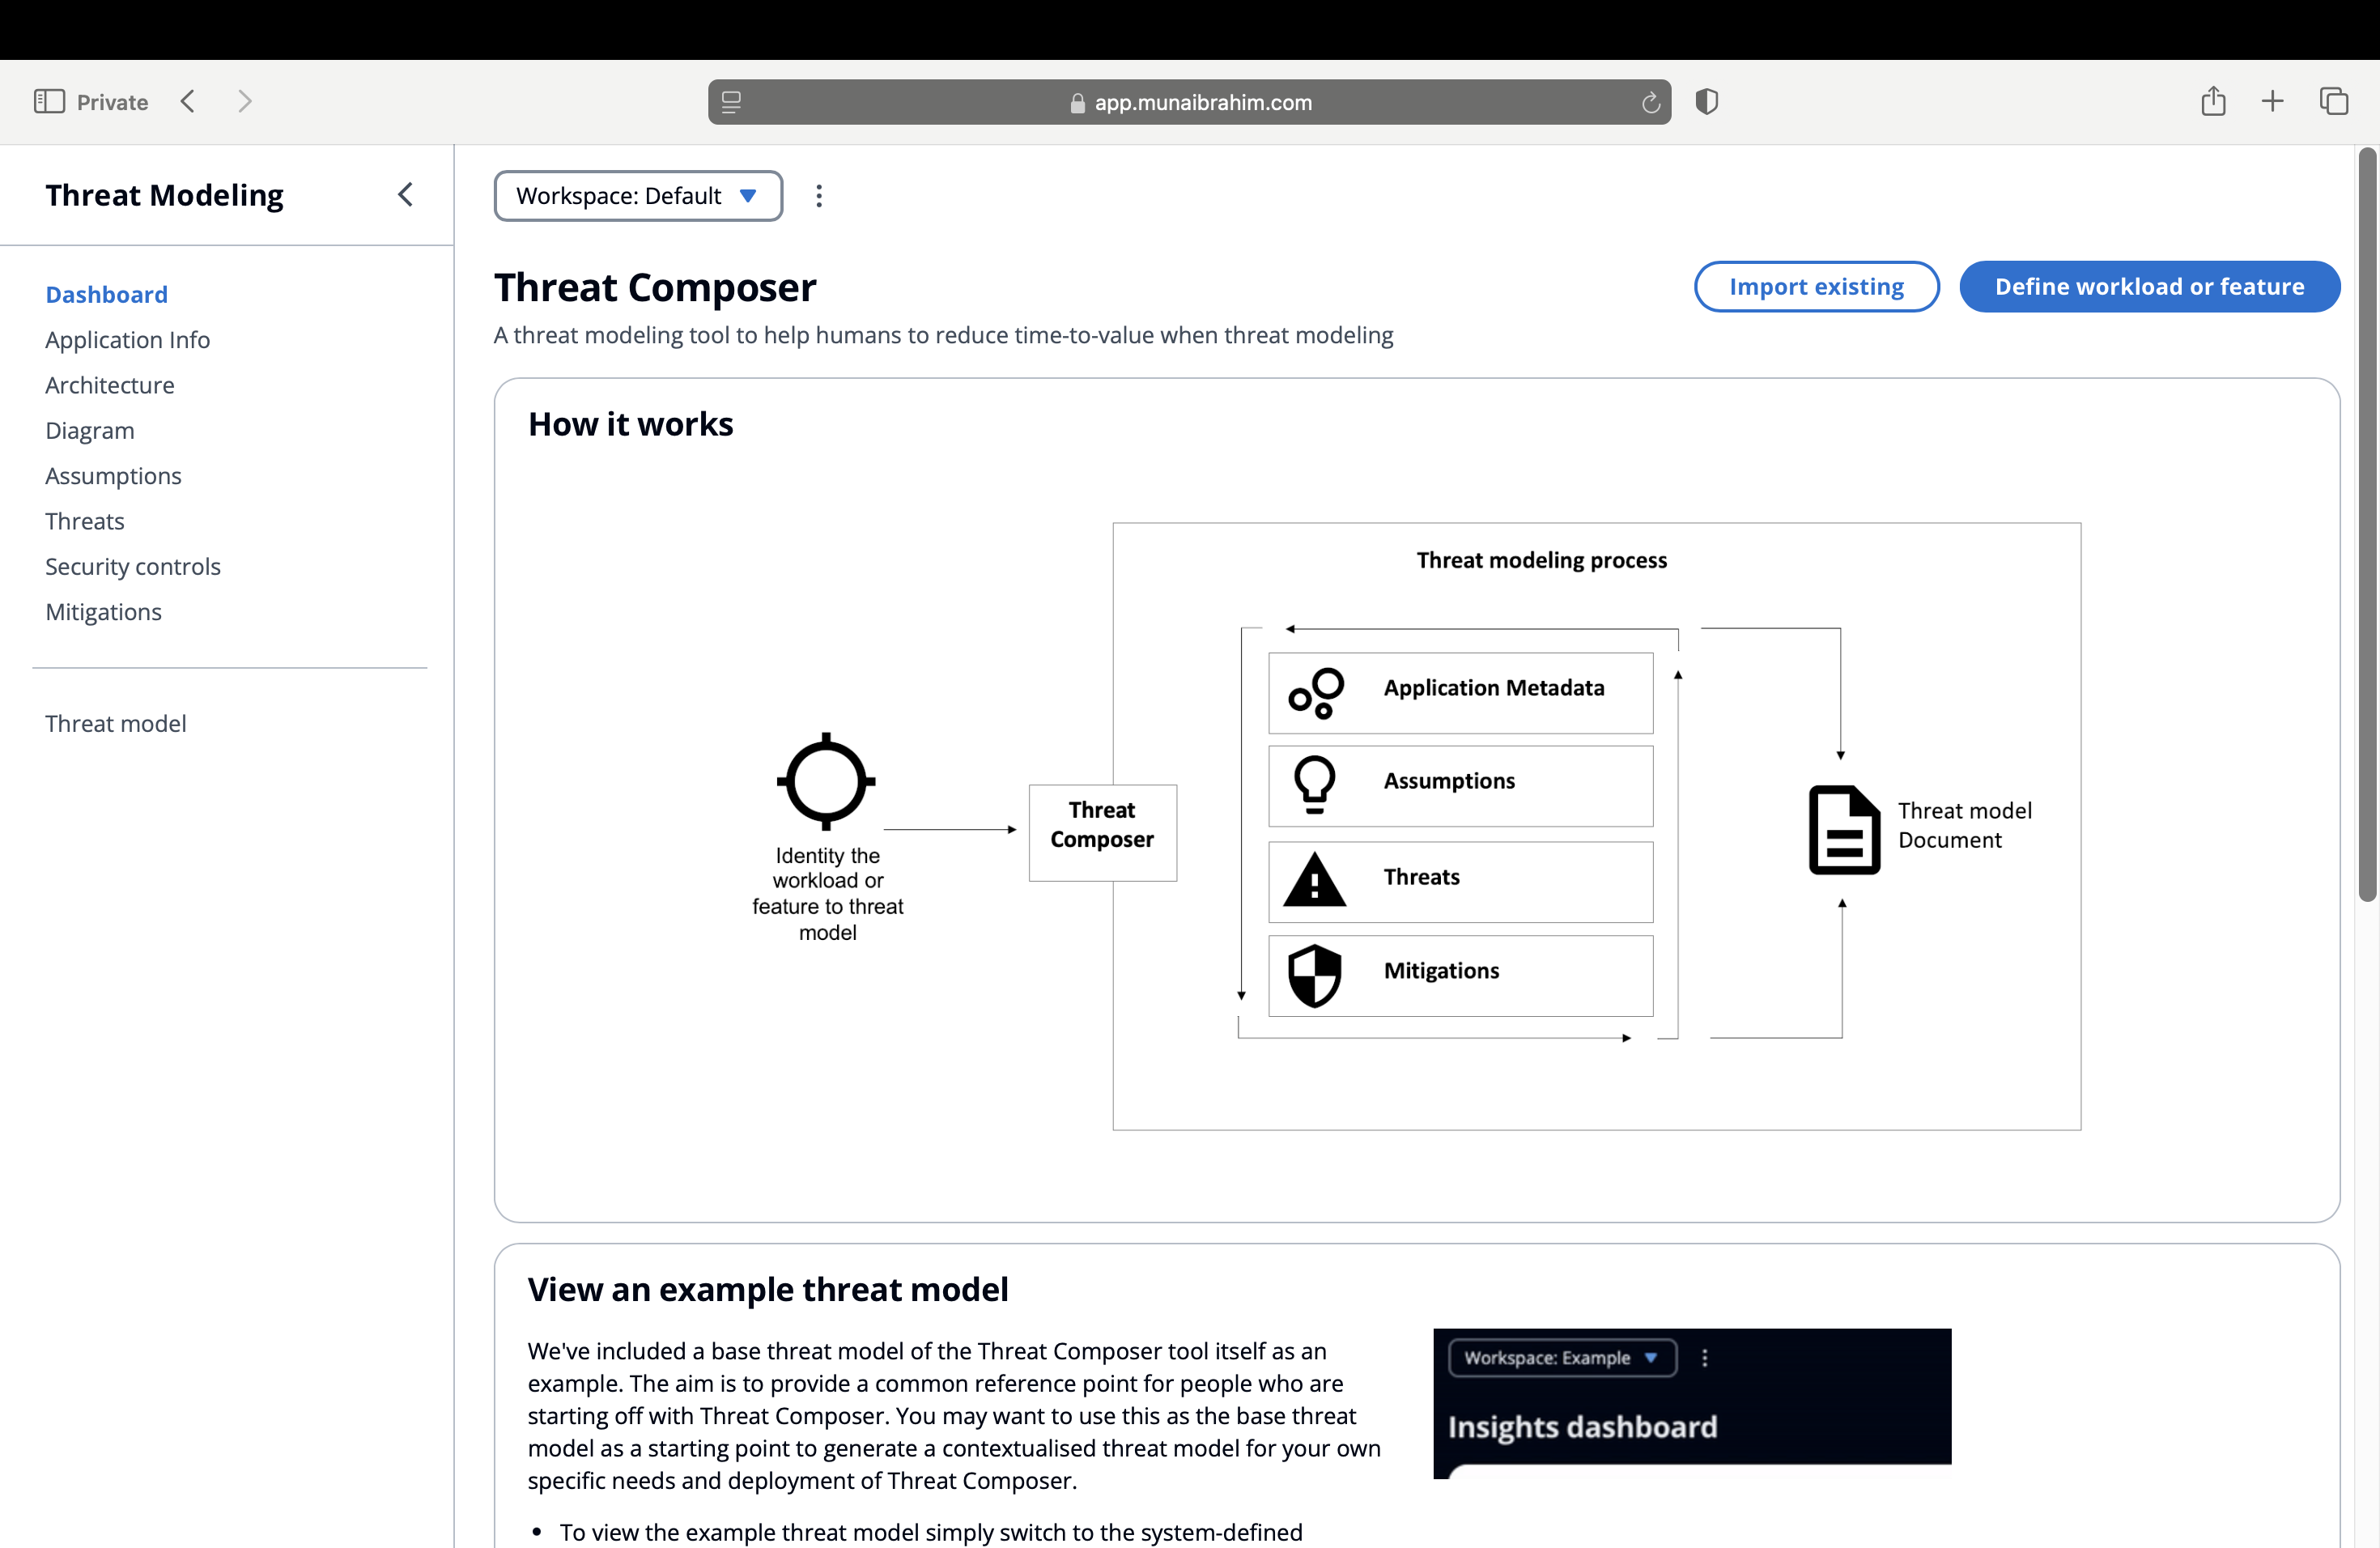 Private
app.munaibrahim.com
Threat Modeling
Dashboard
Application Info
Architecture
Diagram
Assumptions
Threats
Security controls
Mitigations
Threat model
Workspace: Default
Threat Composer
A threat modeling tool to help humans to reduce time-to-value when threat modeling
Import existing
Define workload or feature
How it works
Threat modeling process
Identity the
workload or
feature to threat
model
Threat
Composer
Application Metadata
Assumptions
Threats
Mitigations
Threat model
Document
View an example threat model
We've included a base threat model of the Threat Composer tool itself as an
example. The aim is to provide a common reference point for people who are
starting off with Threat Composer. You may want to use this as the base threat
model as a starting point to generate a contextualised threat model for your own
specific needs and deployment of Threat Composer.
• To view the example threat model simply switch to the system-defined
Workspace: Example
Insights dashboard